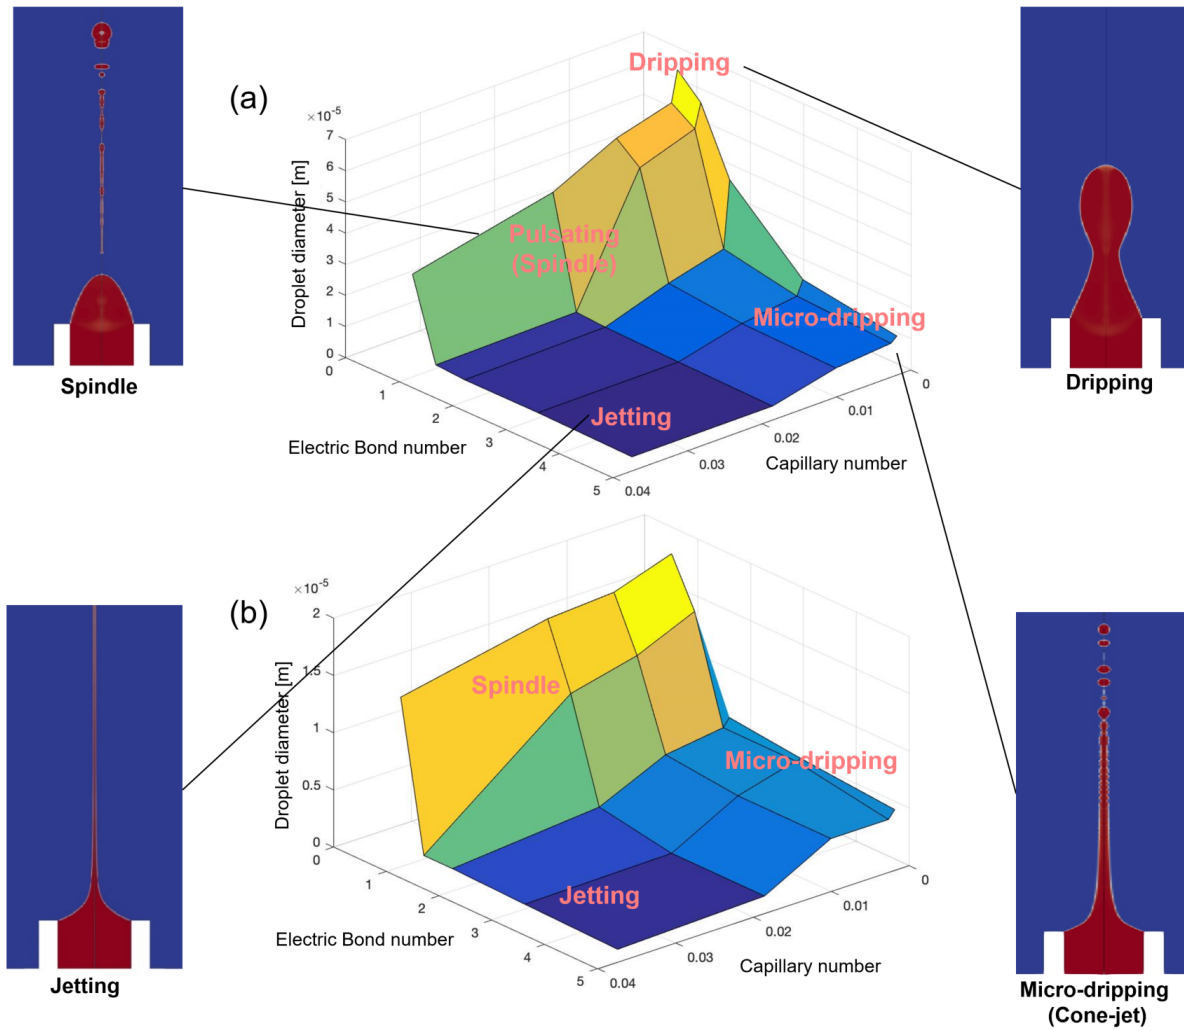 Spindle
(a)
×10⁻⁵
7
6
5
4
3
2
1
0
Droplet diameter [m]
0
1
2
3
4
5
Electric Bond number
0.04
0.03
0.02
0.01
0
Capillary number
Dripping
Pulsating
(Spindle)
Micro-dripping
Jetting
Dripping
(b)
×10⁻⁵
2
1.5
1
0.5
0
Droplet diameter [m]
0
1
2
3
4
5
Electric Bond number
0.04
0.03
0.02
0.01
0
Capillary number
Spindle
Micro-dripping
Jetting
Jetting
Micro-dripping
(Cone-jet)